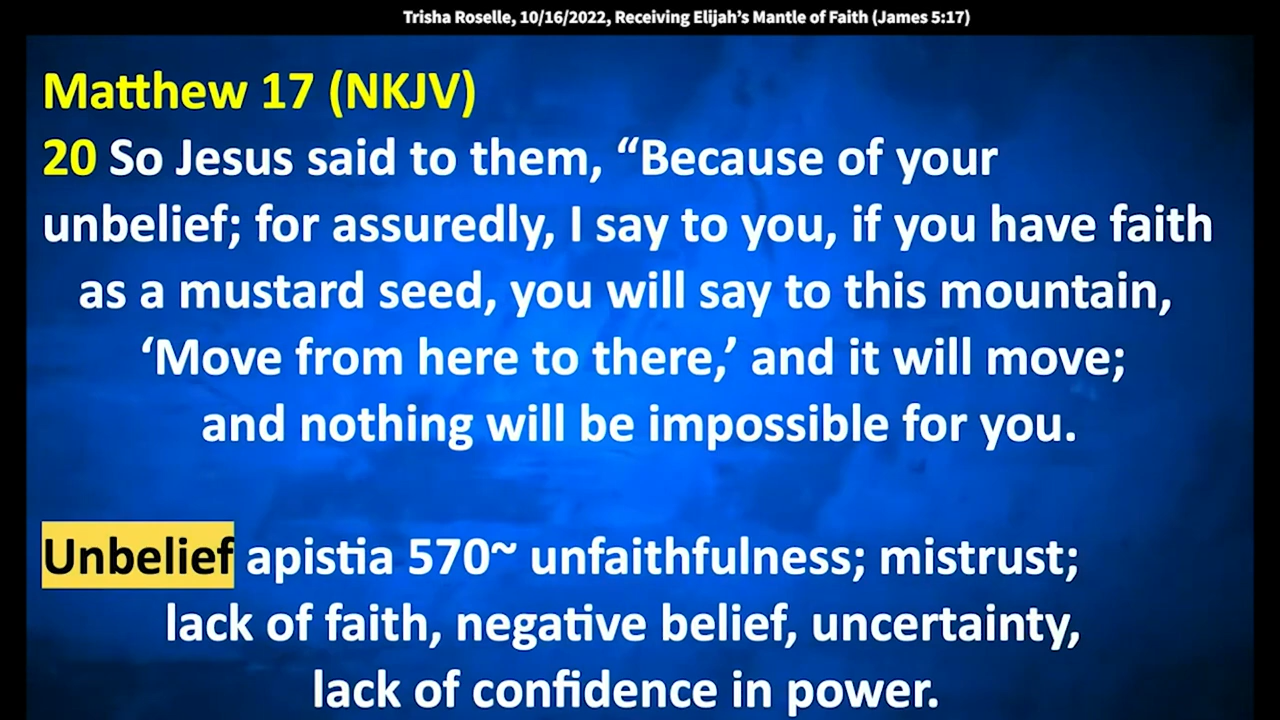 Trisha Roselle, 10/16/2022, Receiving Elijah’s Mantle of Faith (James 5:17)
Matthew 17 (NKJV)
20 So Jesus said to them, “Because of your
unbelief; for assuredly, I say to you, if you have faith
as a mustard seed, you will say to this mountain,
‘Move from here to there,’ and it will move;
and nothing will be impossible for you.
Unbelief apistia 570~ unfaithfulness; mistrust;
lack of faith, negative belief, uncertainty,
lack of confidence in power.